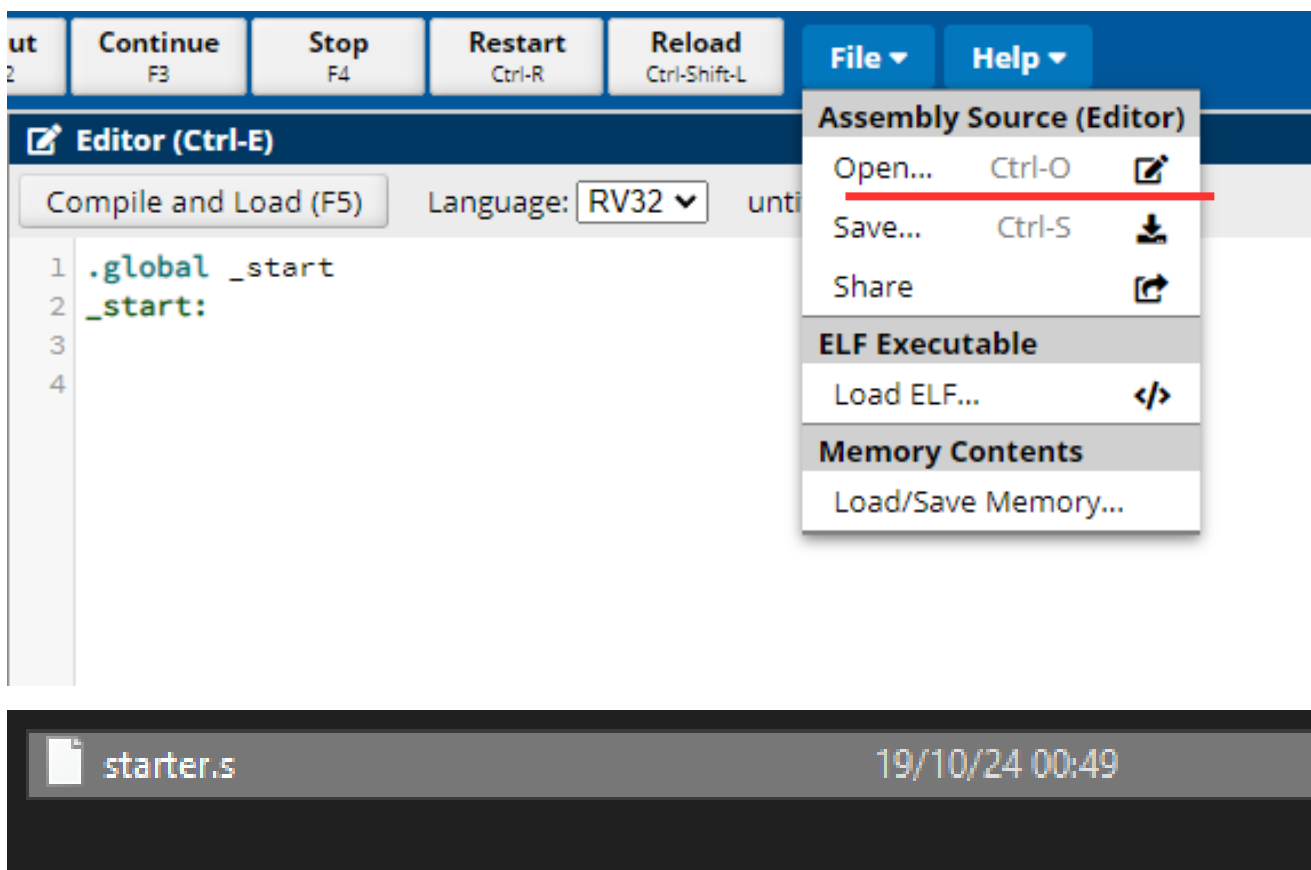 ut Continue Stop Restart Reload File Help
2 F3 F4 Ctrl-R Ctrl-Shift-L
Assembly Source (Editor)
Editor (Ctrl-E)
Open... Ctrl-O
Compile and Load (F5) Language: RV32 unti
Save... Ctrl-S
1 .global _start
Share
2 _start:
3
ELF Executable
4
Load ELF... </>
Memory Contents
Load/Save Memory...
starter.s 19/10/24 00:49